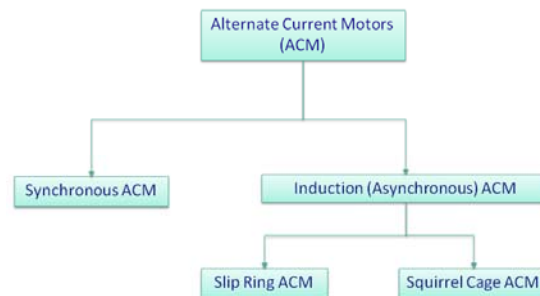 Alternate Current Motors
(ACM)
Synchronous ACM
Induction (Asynchronous) ACM
Slip Ring ACM
Squirrel Cage ACM